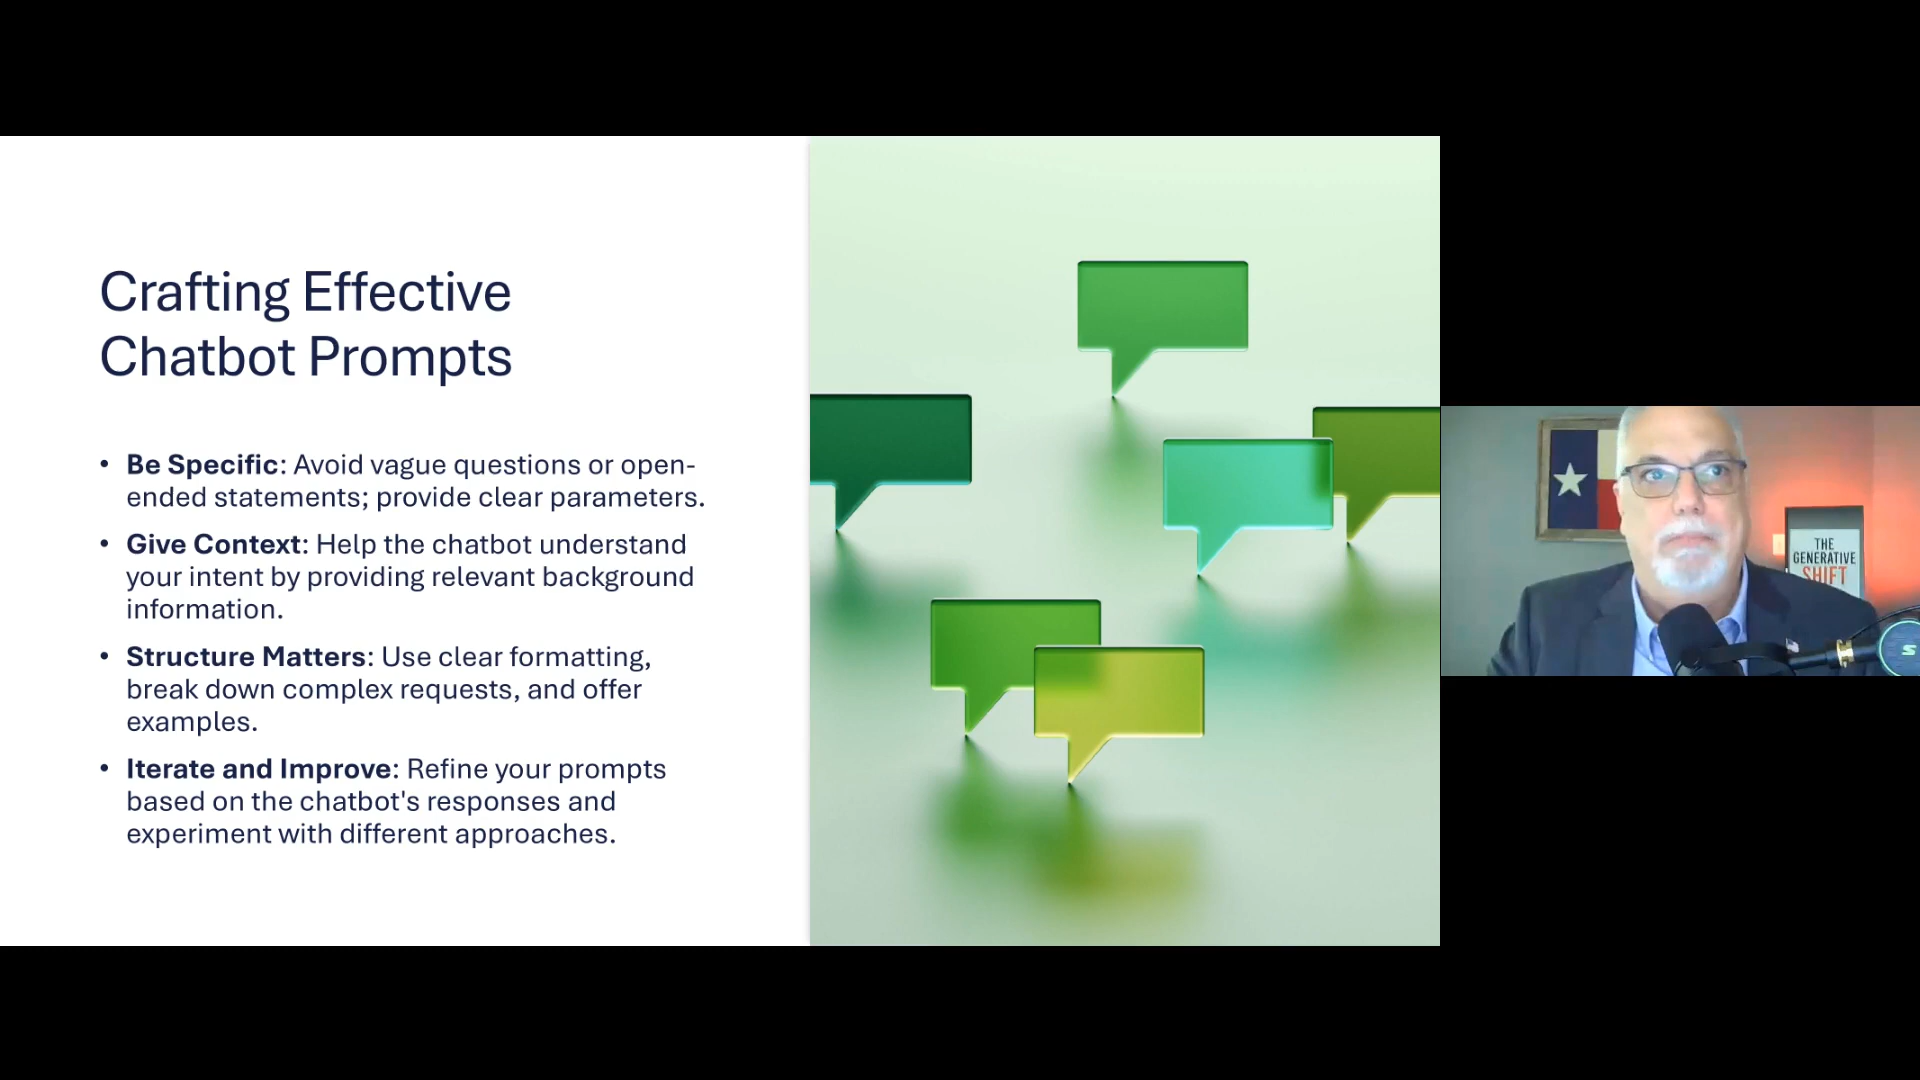 Crafting Effective
Chatbot Prompts
• Be Specific: Avoid vague questions or open-
ended statements; provide clear parameters.
• Give Context: Help the chatbot understand
your intent by providing relevant background
information.
• Structure Matters: Use clear formatting,
break down complex requests, and offer
examples.
• Iterate and Improve: Refine your prompts
based on the chatbot's responses and
experiment with different approaches.
THE
GENERATIVE
SHIFT
S